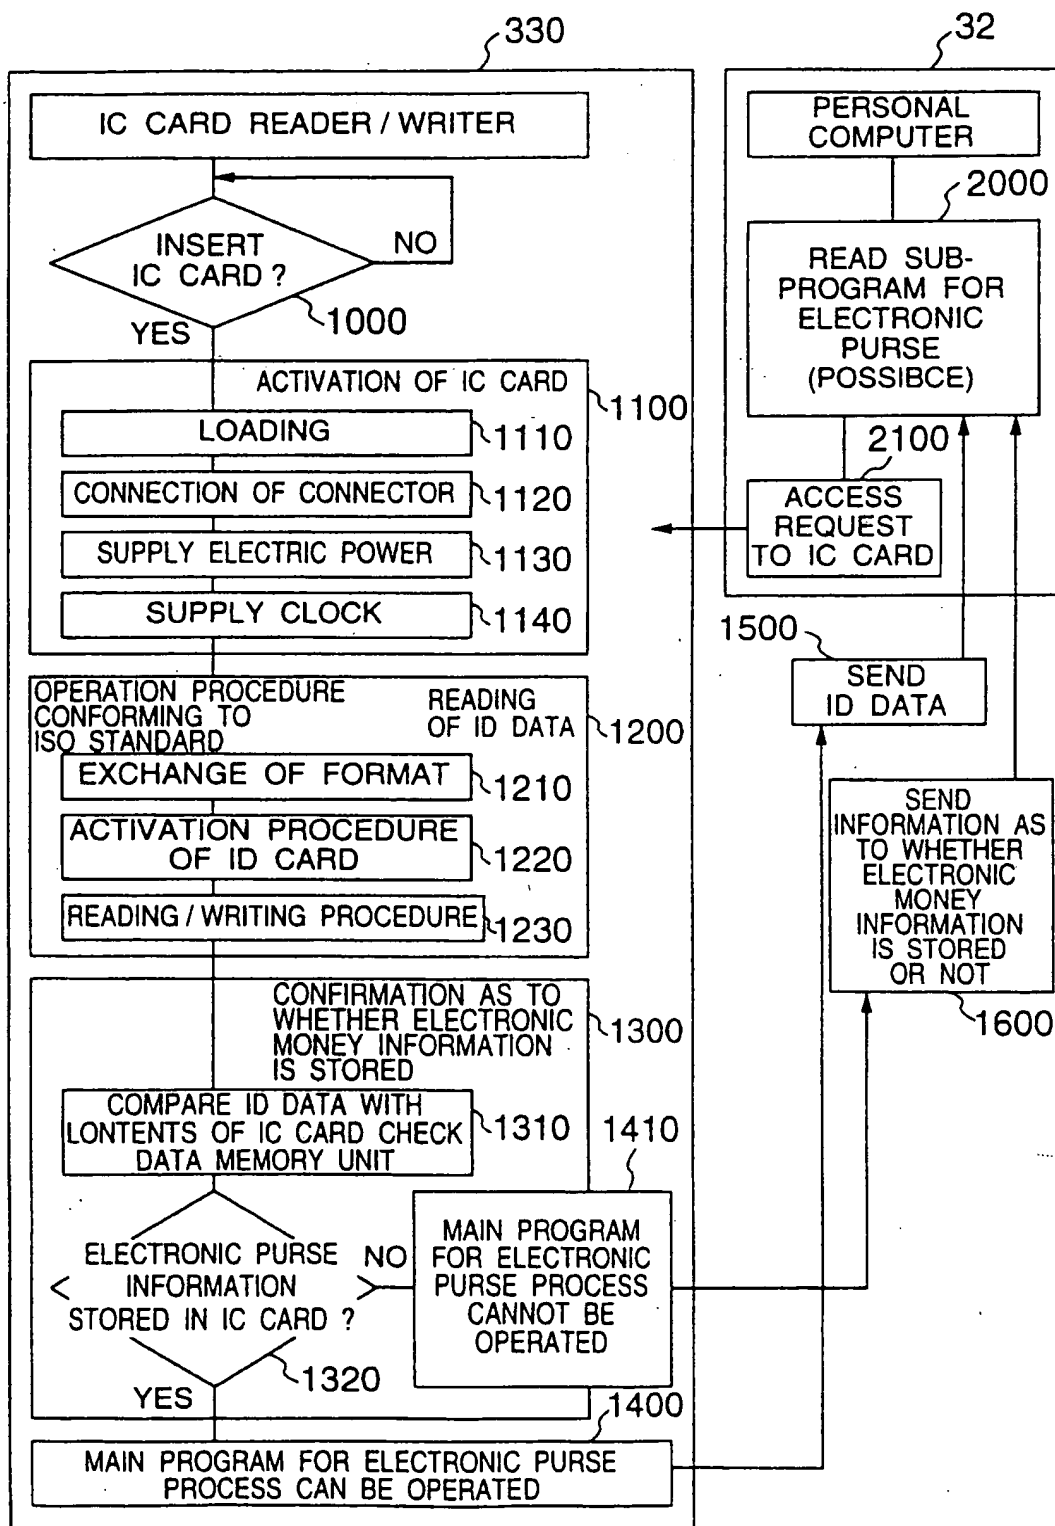 330
32
IC CARD READER / WRITER
INSERT
IC CARD ?
NO
1000
YES
ACTIVATION OF IC CARD
1100
LOADING
1110
CONNECTION OF CONNECTOR
1120
SUPPLY ELECTRIC POWER
1130
SUPPLY CLOCK
1140
OPERATION PROCEDURE
CONFORMING TO
ISO STANDARD
READING
OF ID DATA
1200
EXCHANGE OF FORMAT
1210
ACTIVATION PROCEDURE
OF ID CARD
1220
READING / WRITING PROCEDURE
1230
CONFIRMATION AS TO
WHETHER ELECTRONIC
MONEY INFORMATION
IS STORED
1300
COMPARE ID DATA WITH
LONTENTS OF IC CARD CHECK
DATA MEMORY UNIT
1310
ELECTRONIC PURSE
INFORMATION
STORED IN IC CARD ?
NO
1320
YES
1410
MAIN PROGRAM
FOR ELECTRONIC
PURSE PROCESS
CANNOT BE
OPERATED
1400
MAIN PROGRAM FOR ELECTRONIC PURSE
PROCESS CAN BE OPERATED
PERSONAL
COMPUTER
2000
READ SUB-
PROGRAM FOR
ELECTRONIC
PURSE
(POSSIBCE)
2100
ACCESS
REQUEST
TO IC CARD
1500
SEND
ID DATA
SEND
INFORMATION AS
TO WHETHER
ELECTRONIC
MONEY
INFORMATION
IS STORED
OR NOT
1600